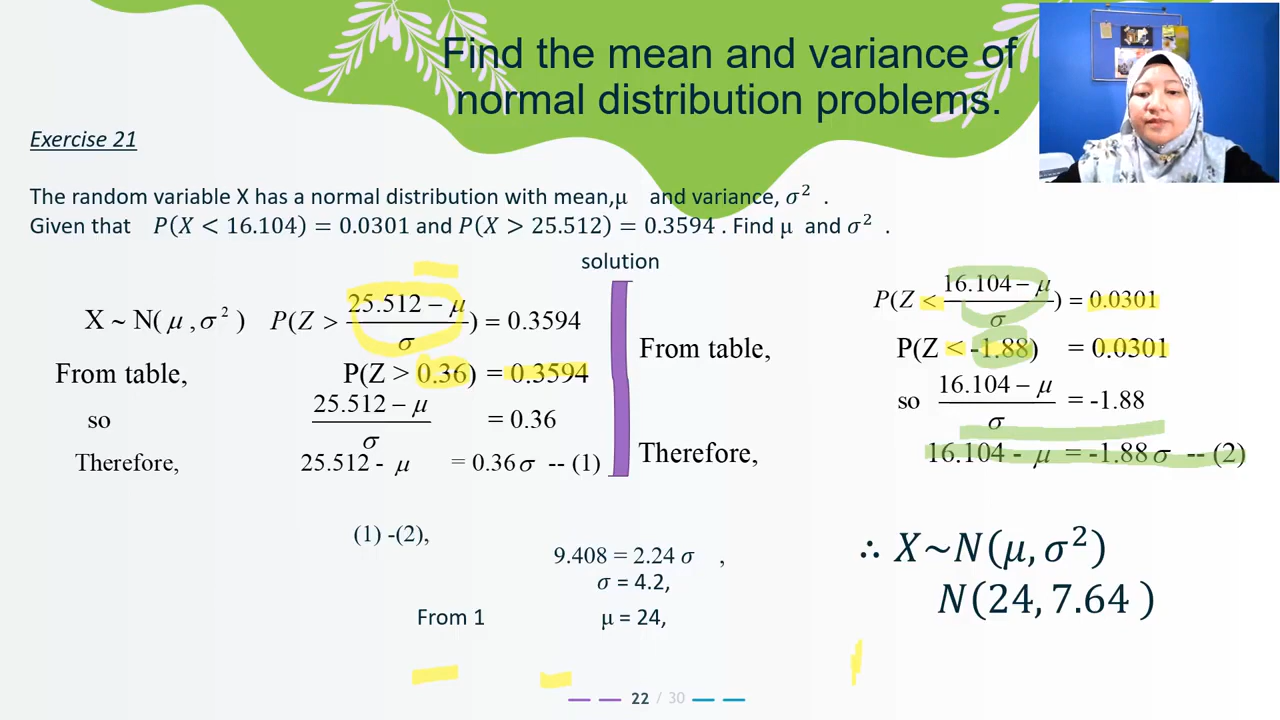 Find the mean and variance of
normal distribution problems.
Exercise 21
The random variable X has a normal distribution with mean,μ and variance, σ² .
Given that P(X < 16.104) = 0.0301 and P(X > 25.512) = 0.3594 . Find μ and σ² .
solution
X ~ N( μ , σ² ) P(Z > (25.512 − μ)/σ ) = 0.3594
From table, P(Z > 0.36) = 0.3594
so (25.512 − μ)/σ = 0.36
Therefore, 25.512 - μ = 0.36 σ -- (1)
P(Z < (16.104 − μ)/σ ) = 0.0301
From table, P(Z < -1.88) = 0.0301
so (16.104 − μ)/σ = -1.88
Therefore, 16.104 - μ = -1.88 σ -- (2)
(1) -(2),
9.408 = 2.24 σ ,
σ = 4.2,
From 1 μ = 24,
∴ X~N(μ, σ²)
N(24, 7.64 )
22 / 30